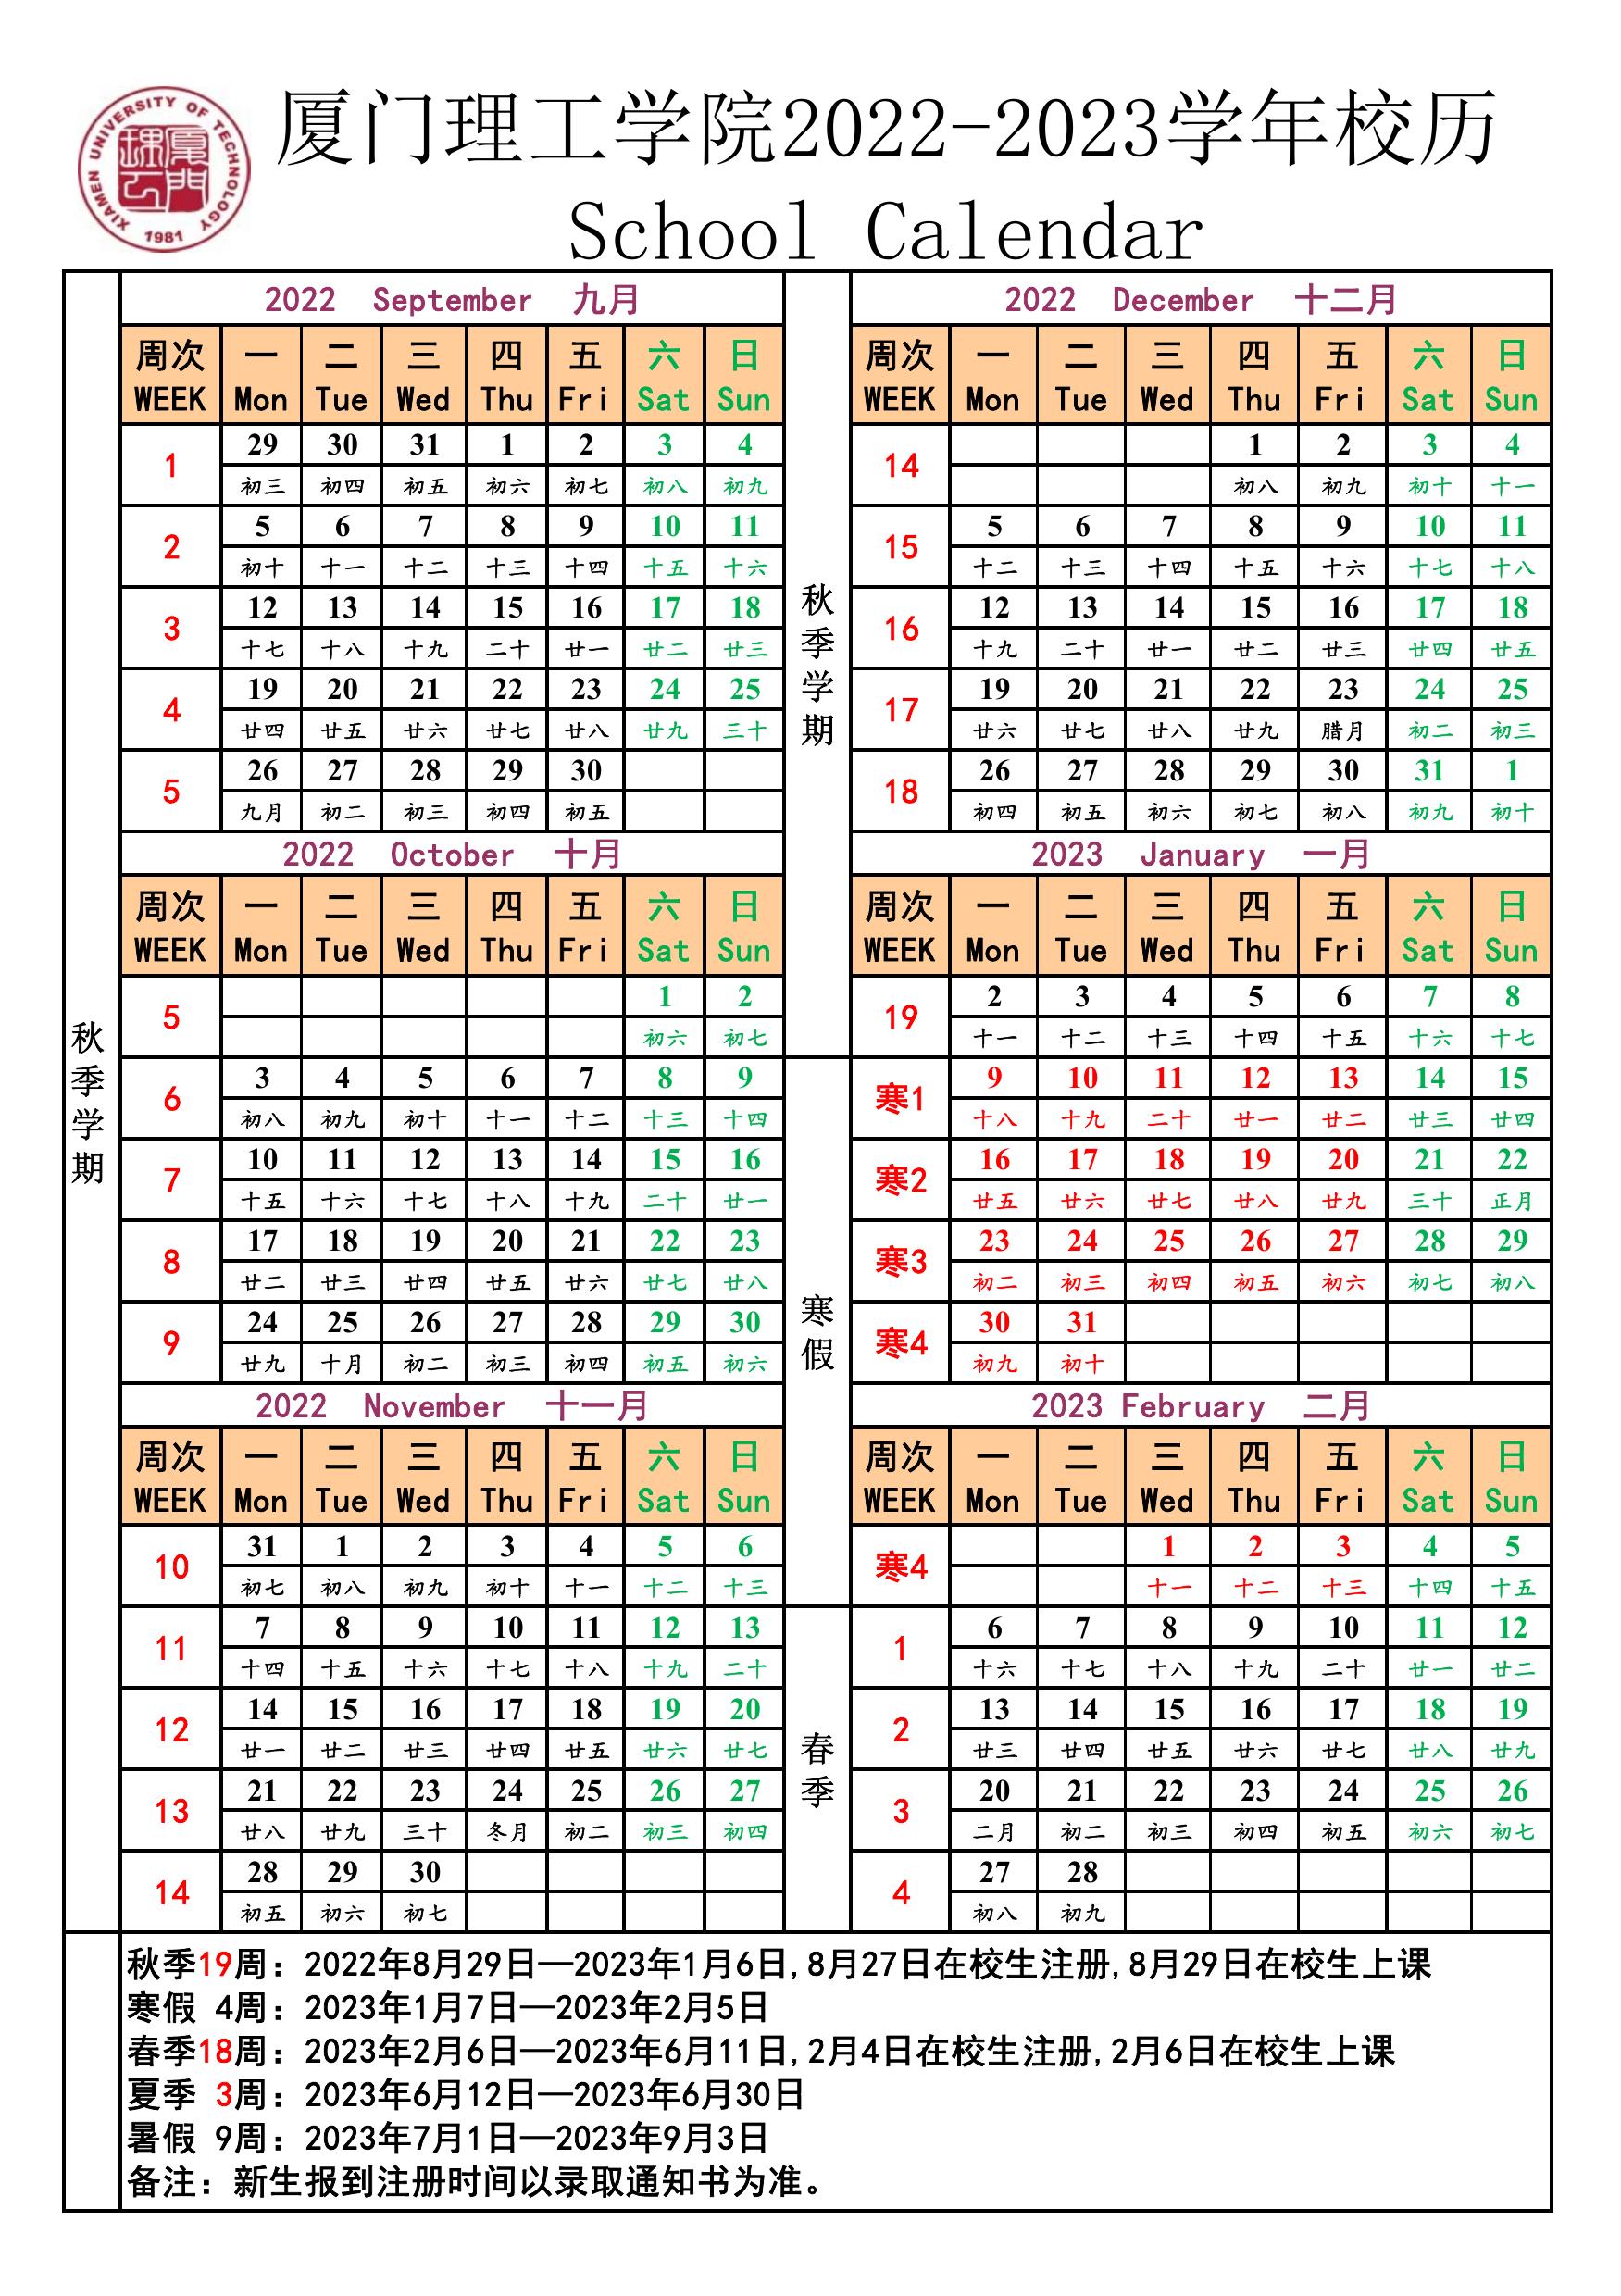 厦门理工学院2022-2023学年校历
School Calendar
XIAMEN UNIVERSITY OF TECHNOLOGY
1981
秋季学期
2022 September 九月
周次 一 二 三 四 五 六 日
WEEK Mon Tue Wed Thu Fri Sat Sun
1 29 30 31 1 2 3 4
初三 初四 初五 初六 初七 初八 初九
2 5 6 7 8 9 10 11
初十 十一 十二 十三 十四 十五 十六
3 12 13 14 15 16 17 18
十七 十八 十九 二十 廿一 廿二 廿三
4 19 20 21 22 23 24 25
廿四 廿五 廿六 廿七 廿八 廿九 三十
5 26 27 28 29 30
九月 初二 初三 初四 初五
2022 October 十月
周次 一 二 三 四 五 六 日
WEEK Mon Tue Wed Thu Fri Sat Sun
5 1 2
初六 初七
6 3 4 5 6 7 8 9
初八 初九 初十 十一 十二 十三 十四
7 10 11 12 13 14 15 16
十五 十六 十七 十八 十九 二十 廿一
8 17 18 19 20 21 22 23
廿二 廿三 廿四 廿五 廿六 廿七 廿八
9 24 25 26 27 28 29 30
廿九 十月 初二 初三 初四 初五 初六
2022 November 十一月
周次 一 二 三 四 五 六 日
WEEK Mon Tue Wed Thu Fri Sat Sun
10 31 1 2 3 4 5 6
初七 初八 初九 初十 十一 十二 十三
11 7 8 9 10 11 12 13
十四 十五 十六 十七 十八 十九 二十
12 14 15 16 17 18 19 20
廿一 廿二 廿三 廿四 廿五 廿六 廿七
13 21 22 23 24 25 26 27
廿八 廿九 三十 冬月 初二 初三 初四
14 28 29 30
初五 初六 初七
秋季学期
2022 December 十二月
周次 一 二 三 四 五 六 日
WEEK Mon Tue Wed Thu Fri Sat Sun
14 1 2 3 4
初八 初九 初十 十一
15 5 6 7 8 9 10 11
十二 十三 十四 十五 十六 十七 十八
16 12 13 14 15 16 17 18
十九 二十 廿一 廿二 廿三 廿四 廿五
17 19 20 21 22 23 24 25
廿六 廿七 廿八 廿九 腊月 初二 初三
18 26 27 28 29 30 31 1
初四 初五 初六 初七 初八 初九 初十
2023 January 一月
周次 一 二 三 四 五 六 日
WEEK Mon Tue Wed Thu Fri Sat Sun
19 2 3 4 5 6 7 8
十一 十二 十三 十四 十五 十六 十七
寒假
寒1 9 10 11 12 13 14 15
十八 十九 二十 廿一 廿二 廿三 廿四
寒2 16 17 18 19 20 21 22
廿五 廿六 廿七 廿八 廿九 三十 正月
寒3 23 24 25 26 27 28 29
初二 初三 初四 初五 初六 初七 初八
寒4 30 31
初九 初十
2023 February 二月
周次 一 二 三 四 五 六 日
WEEK Mon Tue Wed Thu Fri Sat Sun
寒4 1 2 3 4 5
十一 十二 十三 十四 十五
春季
1 6 7 8 9 10 11 12
十六 十七 十八 十九 二十 廿一 廿二
2 13 14 15 16 17 18 19
廿三 廿四 廿五 廿六 廿七 廿八 廿九
3 20 21 22 23 24 25 26
二月 初二 初三 初四 初五 初六 初七
4 27 28
初八 初九
秋季19周：2022年8月29日—2023年1月6日,8月27日在校生注册,8月29日在校生上课
寒假 4周：2023年1月7日—2023年2月5日
春季18周：2023年2月6日—2023年6月11日,2月4日在校生注册,2月6日在校生上课
夏季 3周：2023年6月12日—2023年6月30日
暑假 9周：2023年7月1日—2023年9月3日
备注：新生报到注册时间以录取通知书为准。